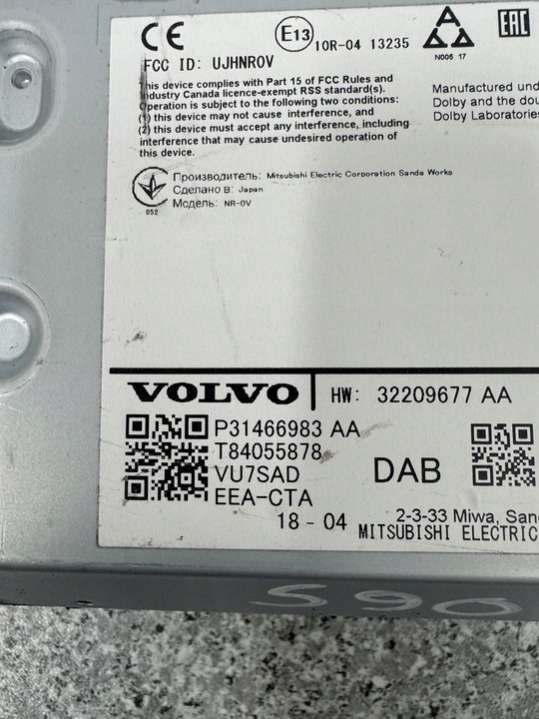 CE
E13
10R-04 13235
N006 17
EAC
FCC ID: UJHNR0V
This device complies with Part 15 of FCC Rules and
Industry Canada licence-exempt RSS standard(s).
Operation is subject to the following two conditions:
(1) this device may not cause interference, and
(2) this device must accept any interference, including
interference that may cause undesired operation of
this device.
Manufactured und
Dolby and the dou
Dolby Laboratories
Производитель: Mitsubishi Electric Corporation Sanda Works
Сделано в: Japan
Модель: NR-0V
052
VOLVO
HW: 32209677 AA
P31466983 AA
T84055878
VU7SAD
EEA-CTA
DAB
18 - 04
2-3-33 Miwa, San
MITSUBISHI ELECTRIC
S90